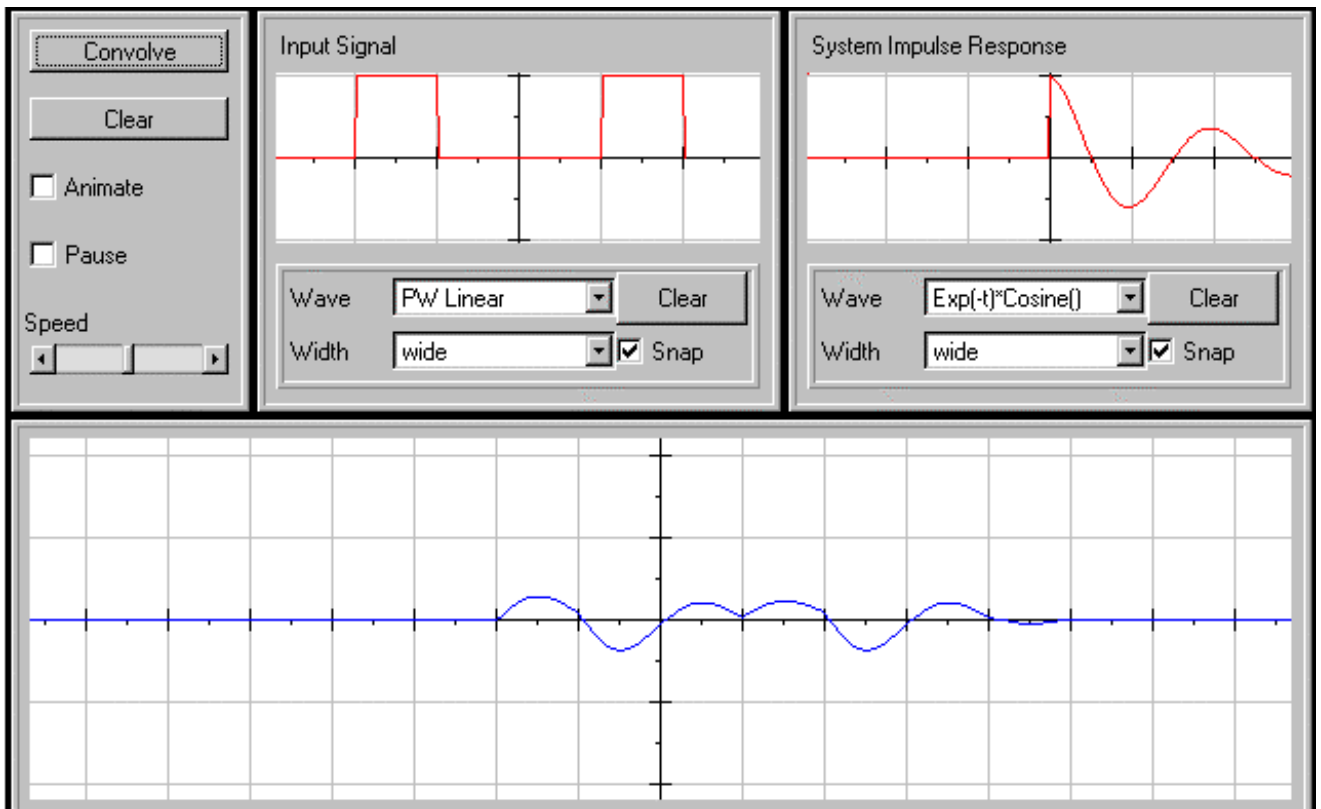 Convolve
Clear
Animate
Pause
Speed
Input Signal
Wave PW Linear Clear
Width wide Snap
System Impulse Response
Wave Exp(-t)*Cosine() Clear
Width wide Snap